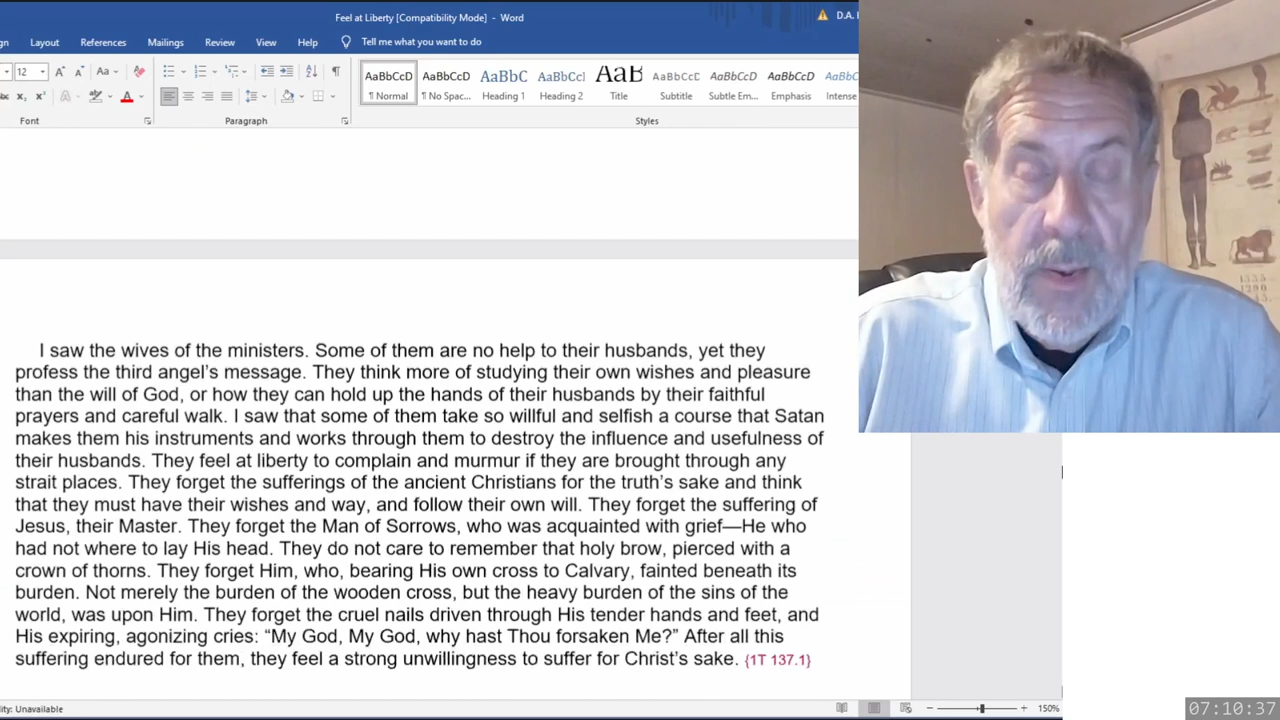 Feel at Liberty [Compatibility Mode] - Word
D.A.
gn Layout References Mailings Review View Help Tell me what you want to do
12 Aa
AaBbCcD AaBbCcD AaBbC AaBbCcI AaB AaBbCcD AaBbCcD AaBbCcD AaBbCc
¶ Normal ¶ No Spac... Heading 1 Heading 2 Title Subtitle Subtle Em... Emphasis Intense
Font Paragraph Styles
1335
1290
I saw the wives of the ministers. Some of them are no help to their husbands, yet they
profess the third angel's message. They think more of studying their own wishes and pleasure
than the will of God, or how they can hold up the hands of their husbands by their faithful
prayers and careful walk. I saw that some of them take so willful and selfish a course that Satan
makes them his instruments and works through them to destroy the influence and usefulness of
their husbands. They feel at liberty to complain and murmur if they are brought through any
strait places. They forget the sufferings of the ancient Christians for the truth's sake and think
that they must have their wishes and way, and follow their own will. They forget the suffering of
Jesus, their Master. They forget the Man of Sorrows, who was acquainted with grief—He who
had not where to lay His head. They do not care to remember that holy brow, pierced with a
crown of thorns. They forget Him, who, bearing His own cross to Calvary, fainted beneath its
burden. Not merely the burden of the wooden cross, but the heavy burden of the sins of the
world, was upon Him. They forget the cruel nails driven through His tender hands and feet, and
His expiring, agonizing cries: “My God, My God, why hast Thou forsaken Me?” After all this
suffering endured for them, they feel a strong unwillingness to suffer for Christ's sake. {1T 137.1}
lity: Unavailable
150%
07:10:37